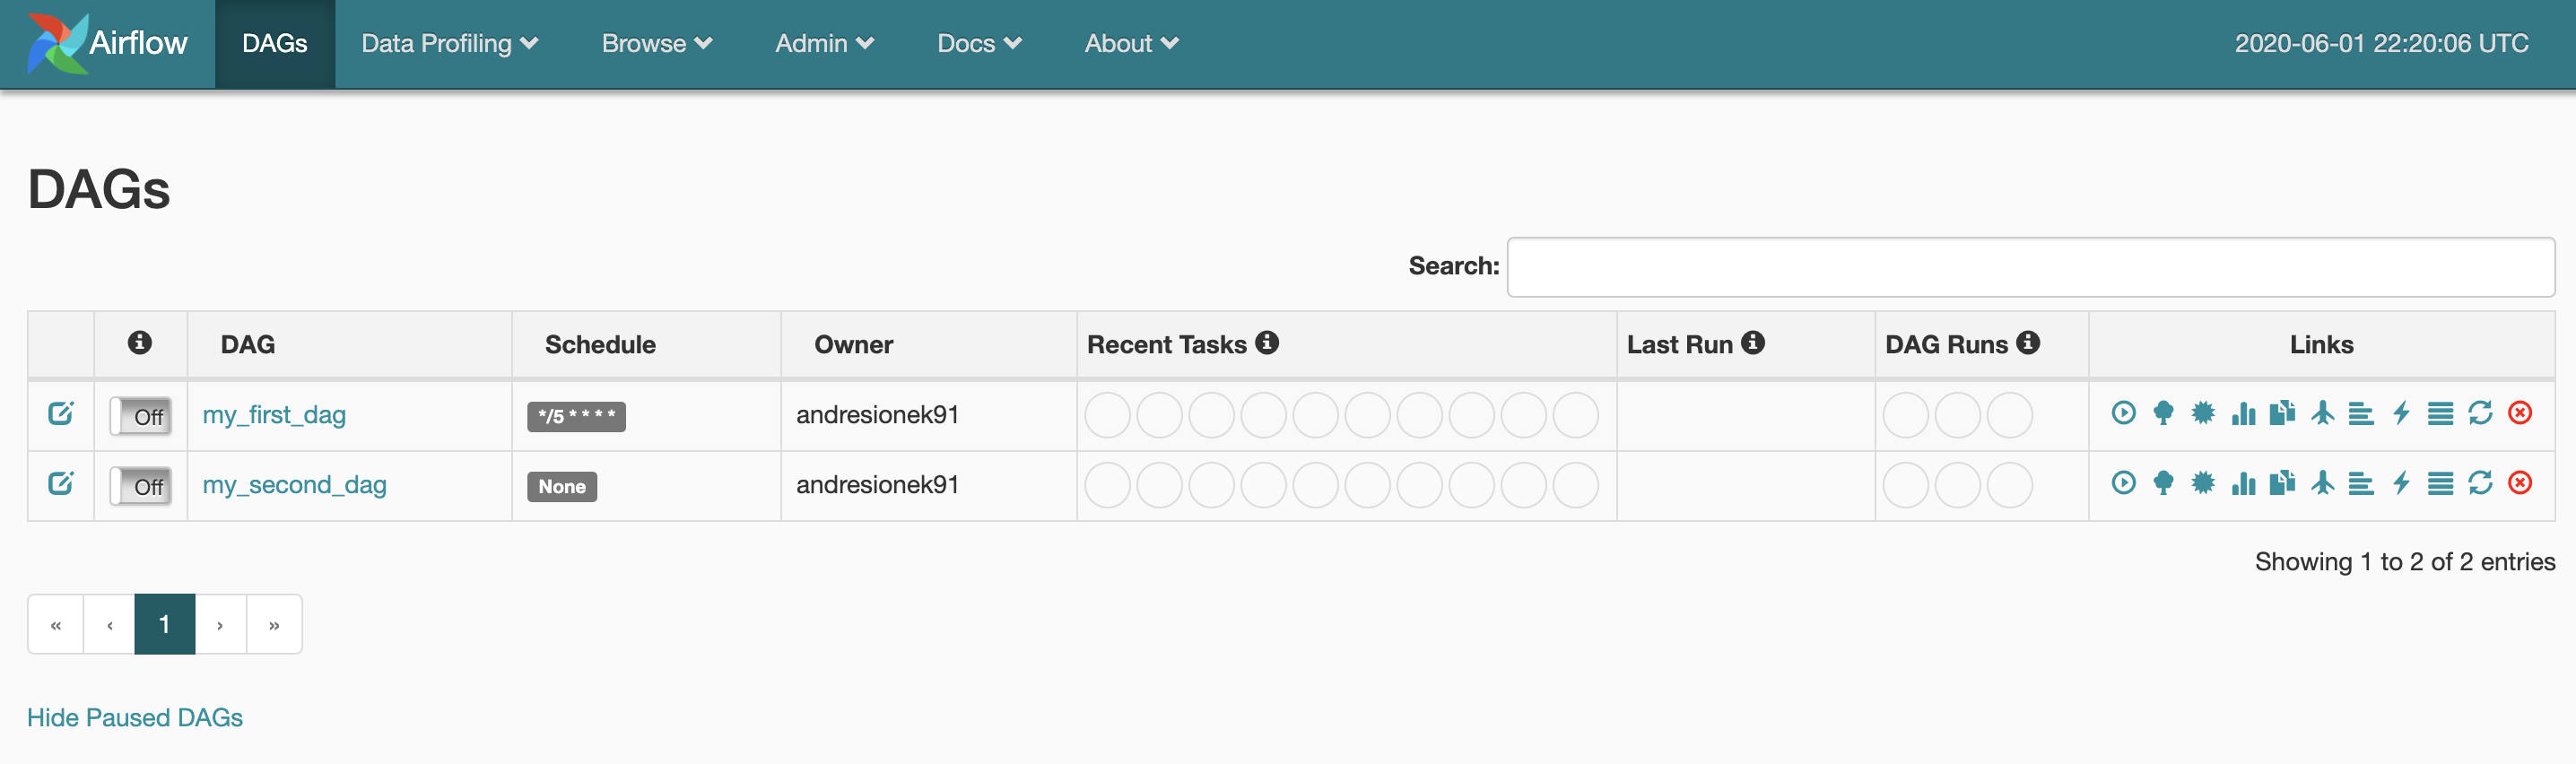 Airflow DAGs Data Profiling Browse Admin Docs About 2020-06-01 22:20:06 UTC
DAGs
Search:
DAG Schedule Owner Recent Tasks Last Run DAG Runs Links
Off my_first_dag */5 * * * * andresionek91
Off my_second_dag None andresionek91
Showing 1 to 2 of 2 entries
« ‹ 1 › »
Hide Paused DAGs